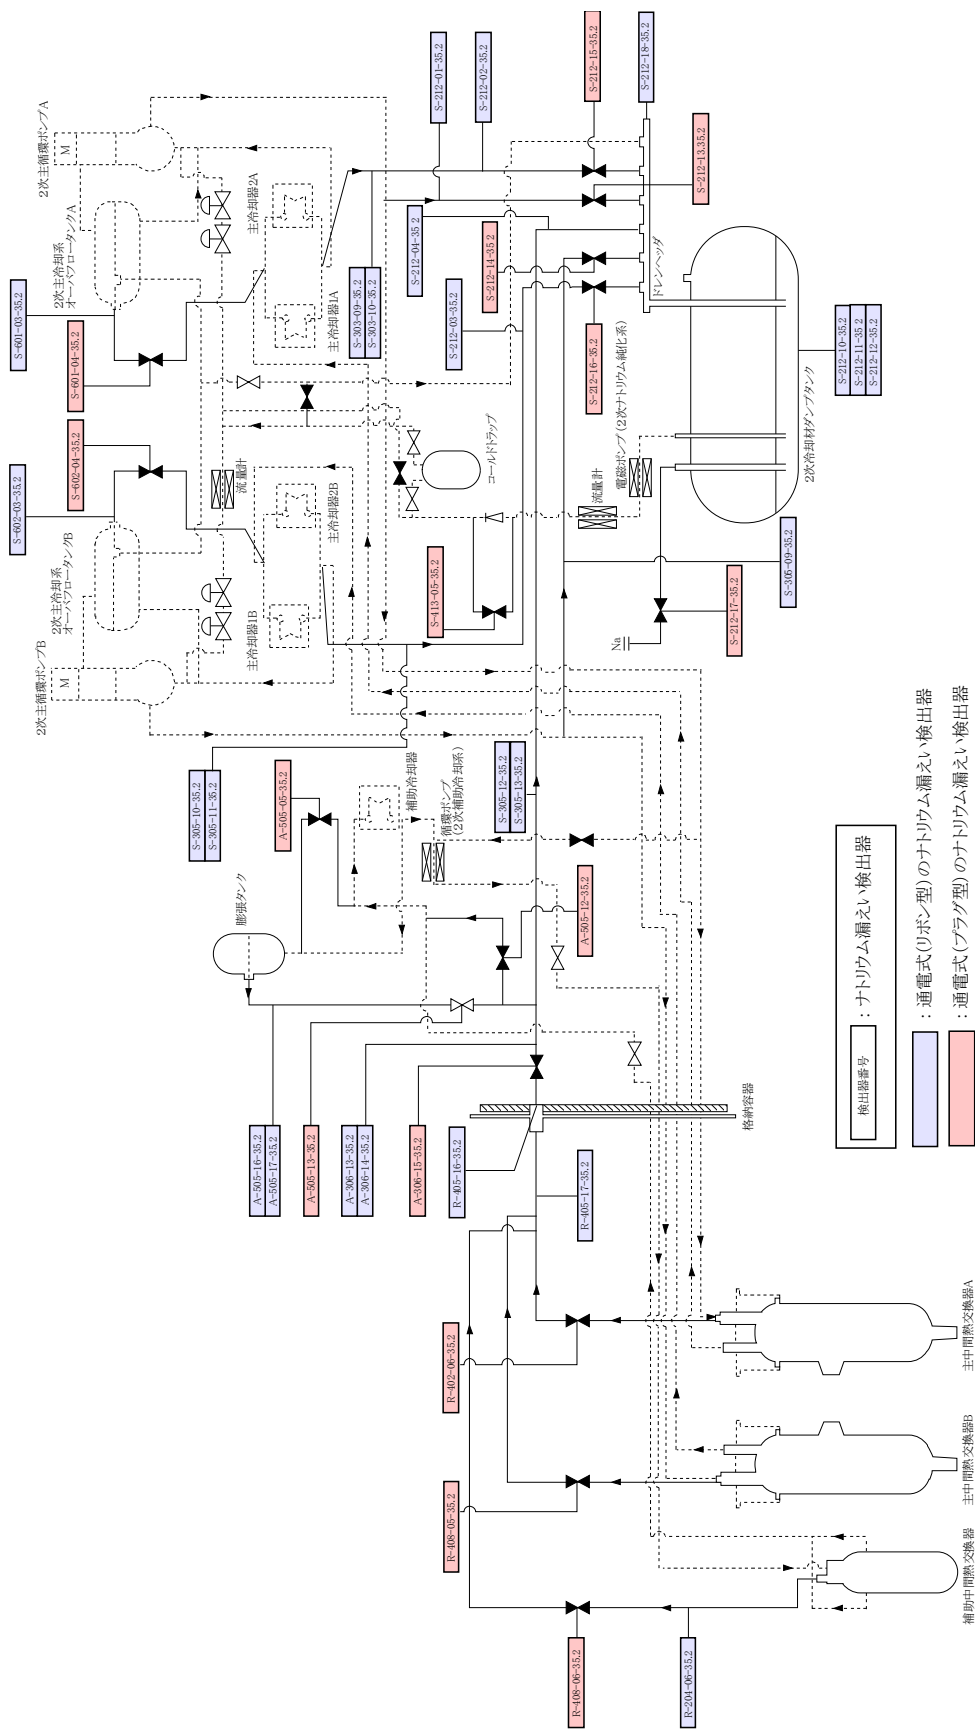 2次主循環ポンプA
M
2次主冷却系
オーバフロータンクA
主冷却器2A
主冷却器1A
S-601-03-35.2
S-601-04-35.2
S-602-04-35.2
S-602-03-35.2
流量計
2次主冷却系
オーバフロータンクB
主冷却器2B
主冷却器1B
2次主循環ポンプB
M
S-212-01-35.2
S-212-02-35.2
S-212-15-35.2
S-212-18-35.2
S-212-13.35.2
S-303-09-35.2
S-303-10-35.2
S-212-04-35.2
S-212-14-35.2
S-212-03-35.2
S-212-16-35.2
ドレンヘッダ
S-212-10-35.2
S-212-11-35.2
S-212-12-35.2
2次冷却材ダンプタンク
コールドトラップ
電磁ポンプ(2次ナトリウム純化系)
流量計
S-413-05-35.2
Na
S-212-17-35.2
S-305-09-35.2
S-305-10-35.2
S-305-11-35.2
A-505-05-35.2
補助冷却器
循環ポンプ
(2次補助冷却系)
S-305-12-35.2
S-305-13-35.2
膨張タンク
A-505-12-35.2
A-505-16-35.2
A-505-17-35.2
A-505-13-35.2
A-306-13-35.2
A-306-14-35.2
A-306-15-35.2
R-405-16-35.2
格納容器
R-405-17-35.2
R-402-06-35.2
R-408-05-35.2
R-408-06-35.2
R-204-06-35.2
主中間熱交換器A
主中間熱交換器B
補助中間熱交換器
検出器番号
：ナトリウム漏えい検出器
：通電式(リボン型)のナトリウム漏えい検出器
：通電式(プラグ型)のナトリウム漏えい検出器